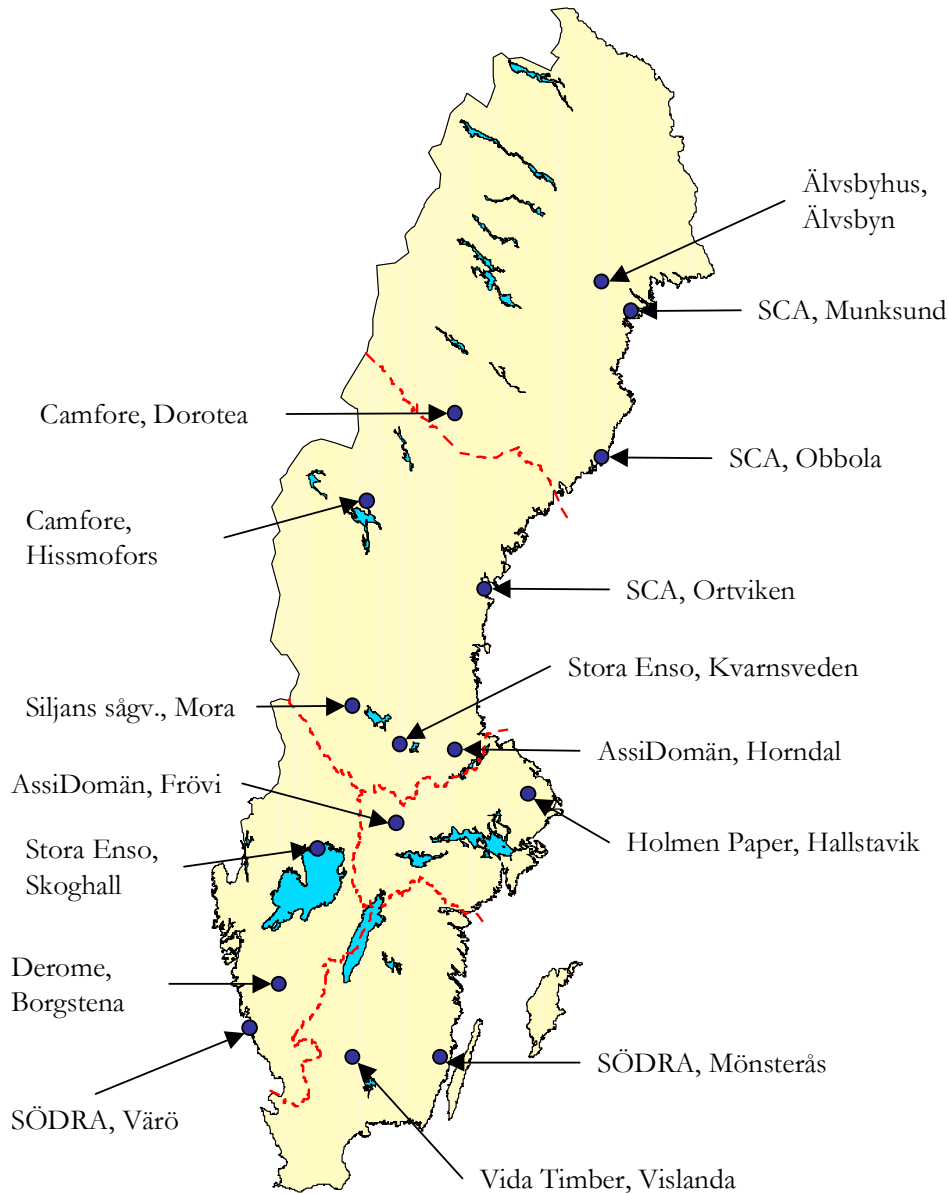 Älvsbyhus,
Älvsbyn
SCA, Munksund
Camfore, Dorotea
SCA, Obbola
Camfore,
Hissmofors
SCA, Ortviken
Stora Enso, Kvarnsveden
Siljans sågv., Mora
AssiDomän, Horndal
AssiDomän, Frövi
Holmen Paper, Hallstavik
Stora Enso,
Skoghall
Derome,
Borgstena
SÖDRA, Mönsterås
SÖDRA, Värö
Vida Timber, Vislanda